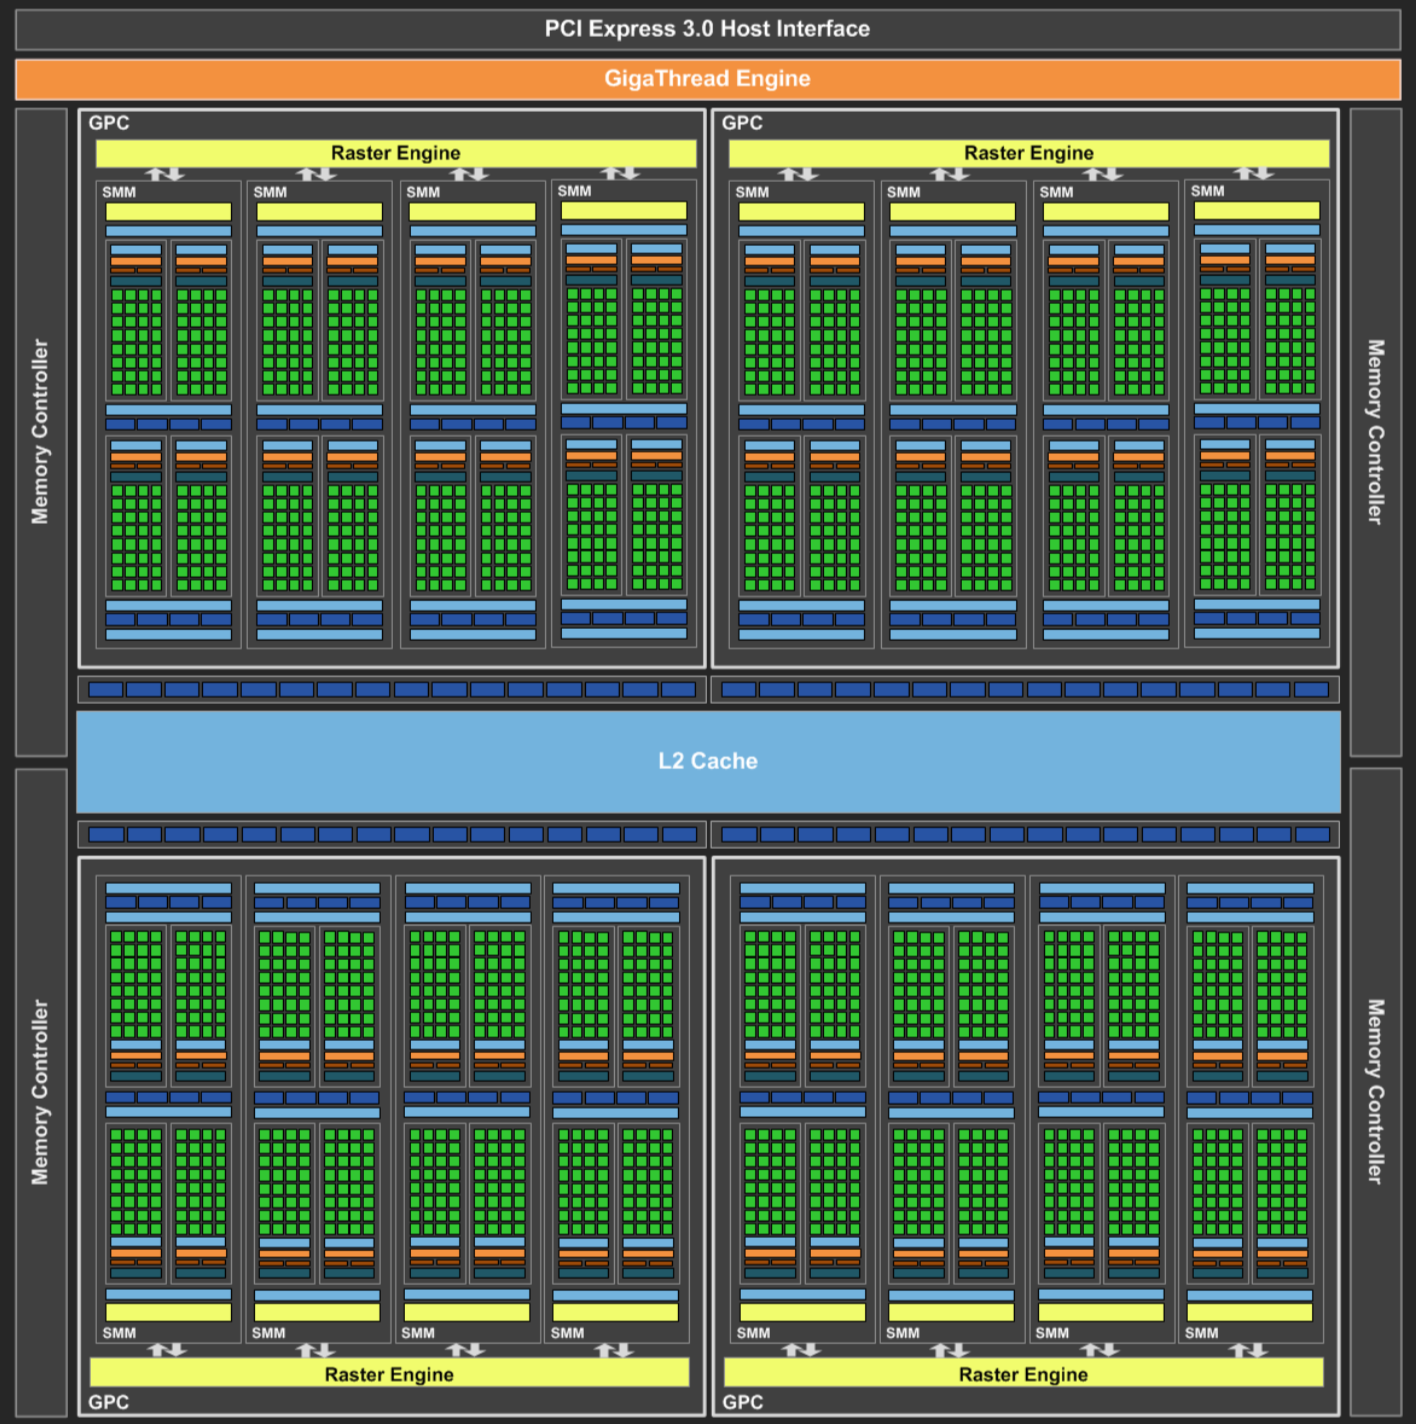 PCI Express 3.0 Host Interface
GigaThread Engine
GPC
Raster Engine
SMM
SMM
SMM
SMM
GPC
Raster Engine
SMM
SMM
SMM
SMM
Memory Controller
Memory Controller
L2 Cache
Memory Controller
Memory Controller
SMM
SMM
SMM
SMM
Raster Engine
GPC
SMM
SMM
SMM
SMM
Raster Engine
GPC